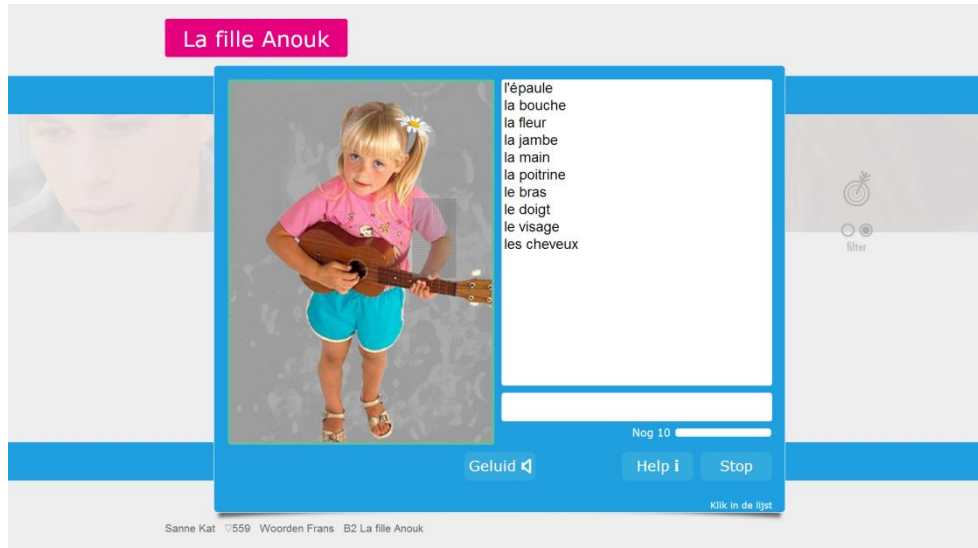 La fille Anouk
l'épaule
la bouche
la fleur
la jambe
la main
la poitrine
le bras
le doigt
le visage
les cheveux
filter
Nog 10
Geluid
Help i Stop
Klik in de lijst
Sanne Kat ♡559 Woorden Frans B2 La fille Anouk